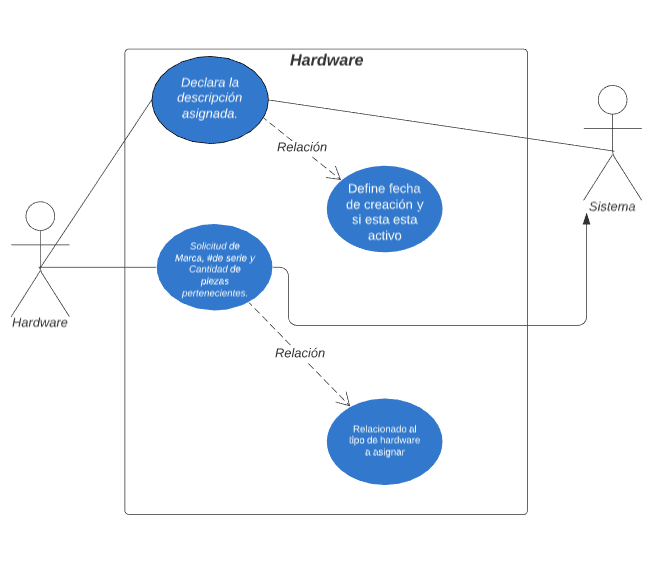 Hardware
Declara la
descripción
asignada.
Relación
Define fecha
de creación y
si esta esta
activo
Sistema
Solicitud de
Marca, #de serie y
Cantidad de
piezas
pertenecientes.
Hardware
Relación
Relacionado al
tipo de hardware
a asignar